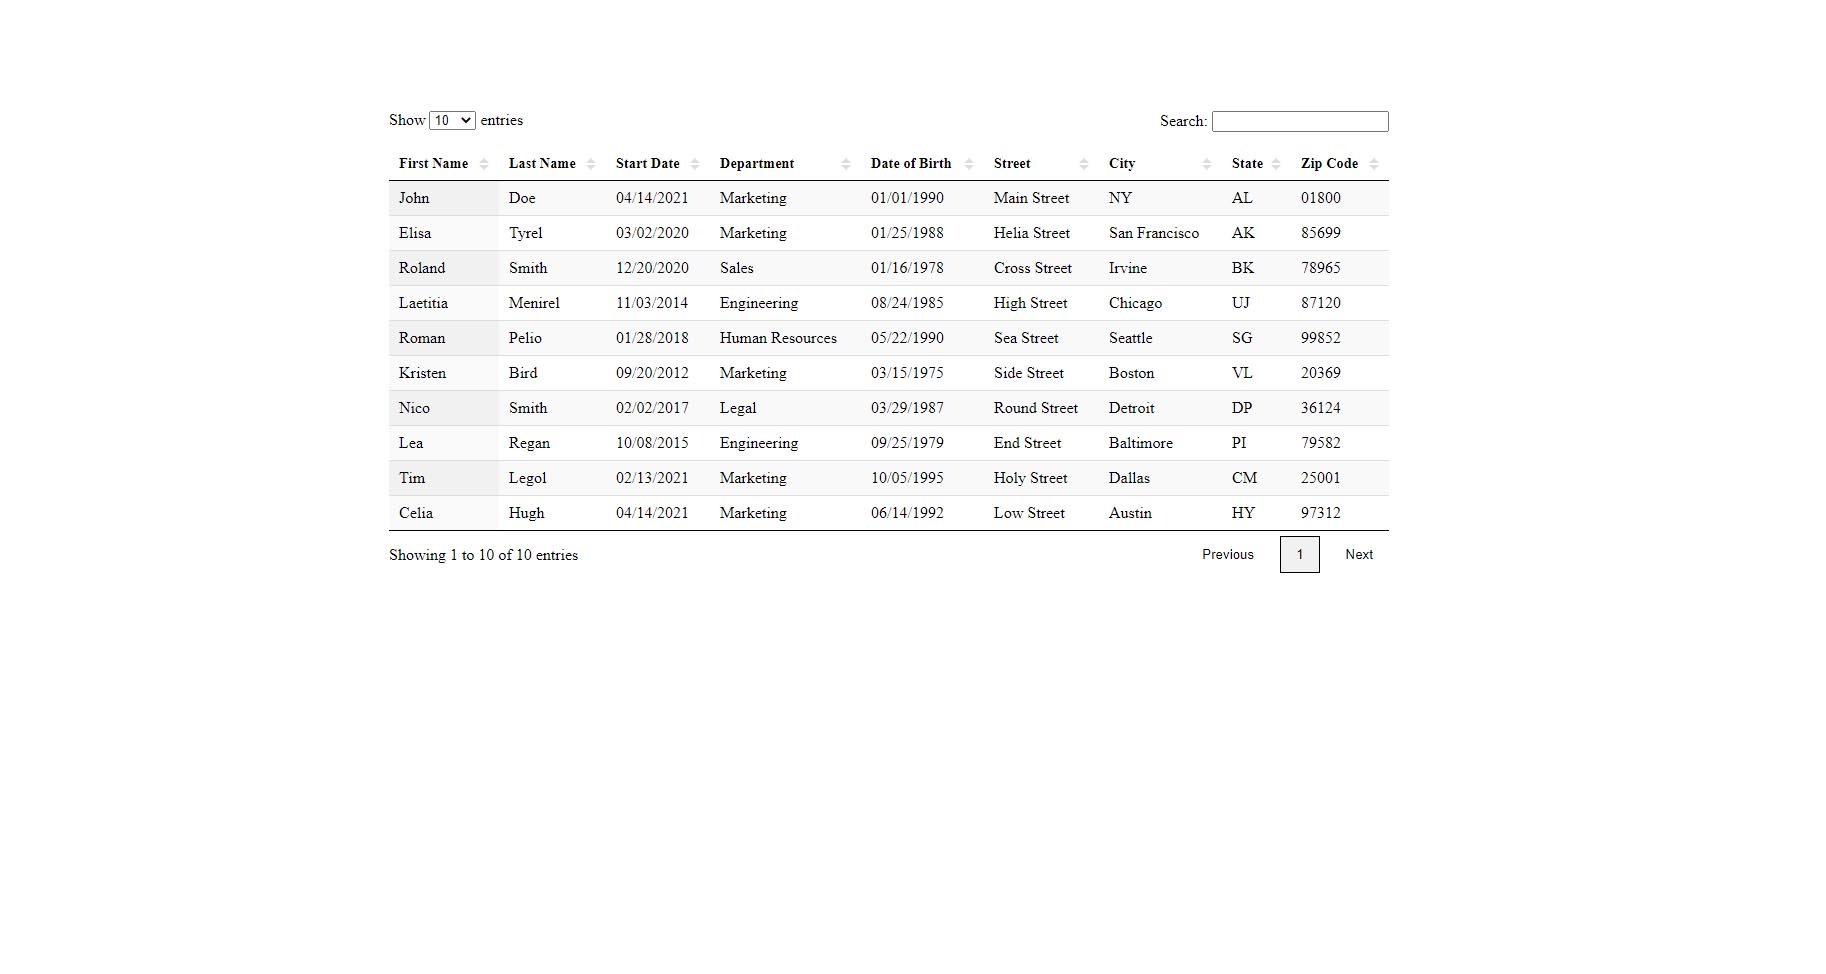 Show 10 entries Search:
First Name Last Name Start Date Department Date of Birth Street City State Zip Code
John Doe 04/14/2021 Marketing 01/01/1990 Main Street NY AL 01800
Elisa Tyrel 03/02/2020 Marketing 01/25/1988 Helia Street San Francisco AK 85699
Roland Smith 12/20/2020 Sales 01/16/1978 Cross Street Irvine BK 78965
Laetitia Menirel 11/03/2014 Engineering 08/24/1985 High Street Chicago UJ 87120
Roman Pelio 01/28/2018 Human Resources 05/22/1990 Sea Street Seattle SG 99852
Kristen Bird 09/20/2012 Marketing 03/15/1975 Side Street Boston VL 20369
Nico Smith 02/02/2017 Legal 03/29/1987 Round Street Detroit DP 36124
Lea Regan 10/08/2015 Engineering 09/25/1979 End Street Baltimore PI 79582
Tim Legol 02/13/2021 Marketing 10/05/1995 Holy Street Dallas CM 25001
Celia Hugh 04/14/2021 Marketing 06/14/1992 Low Street Austin HY 97312
Showing 1 to 10 of 10 entries Previous 1 Next